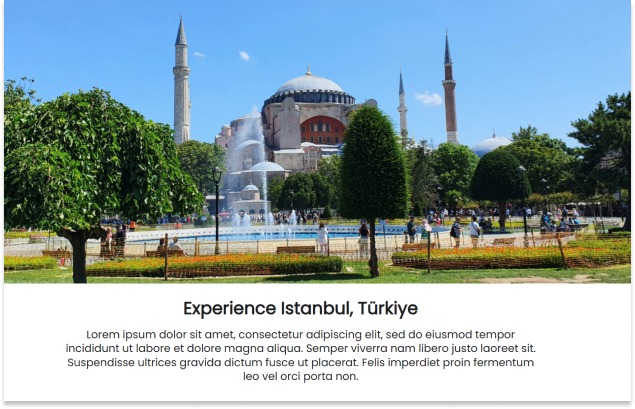 Experience Istanbul, Türkiye
Lorem ipsum dolor sit amet, consectetur adipiscing elit, sed do eiusmod tempor
incididunt ut labore et dolore magna aliqua. Semper viverra nam libero justo laoreet sit.
Suspendisse ultrices gravida dictum fusce ut placerat. Felis imperdiet proin fermentum
leo vel orci porta non.